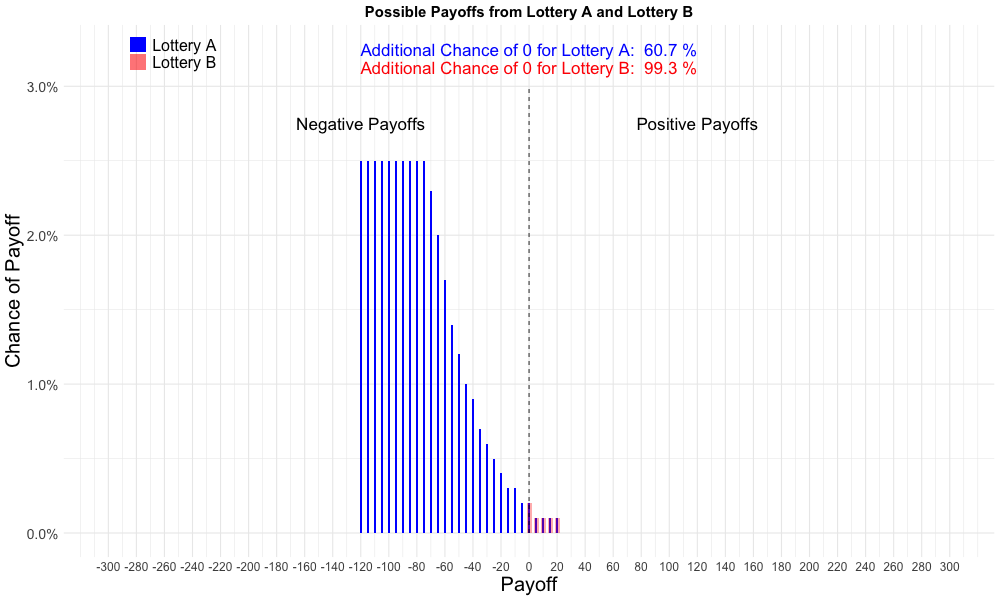 Possible Payoffs from Lottery A and Lottery B
Lottery A
Lottery B
Additional Chance of 0 for Lottery A: 60.7 %
Additional Chance of 0 for Lottery B: 99.3 %
Negative Payoffs
Positive Payoffs
Chance of Payoff
3.0%
2.0%
1.0%
0.0%
-300 -280 -260 -240 -220 -200 -180 -160 -140 -120 -100 -80 -60 -40 -20 0 20 40 60 80 100 120 140 160 180 200 220 240 260 280 300
Payoff